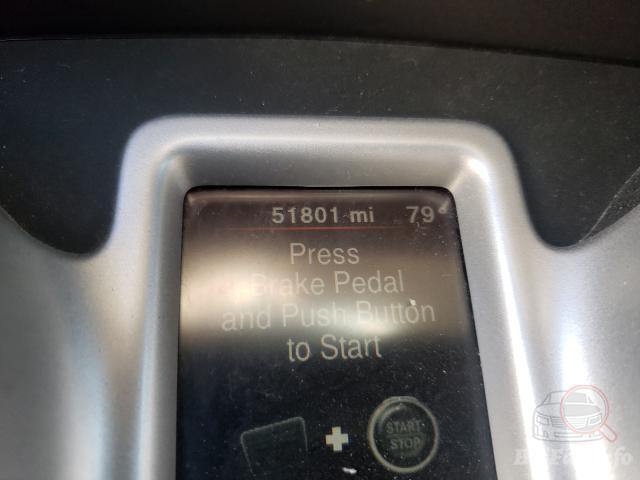 51801 mi 79°
Press
Brake Pedal
and Push Button
to Start
START
STOP